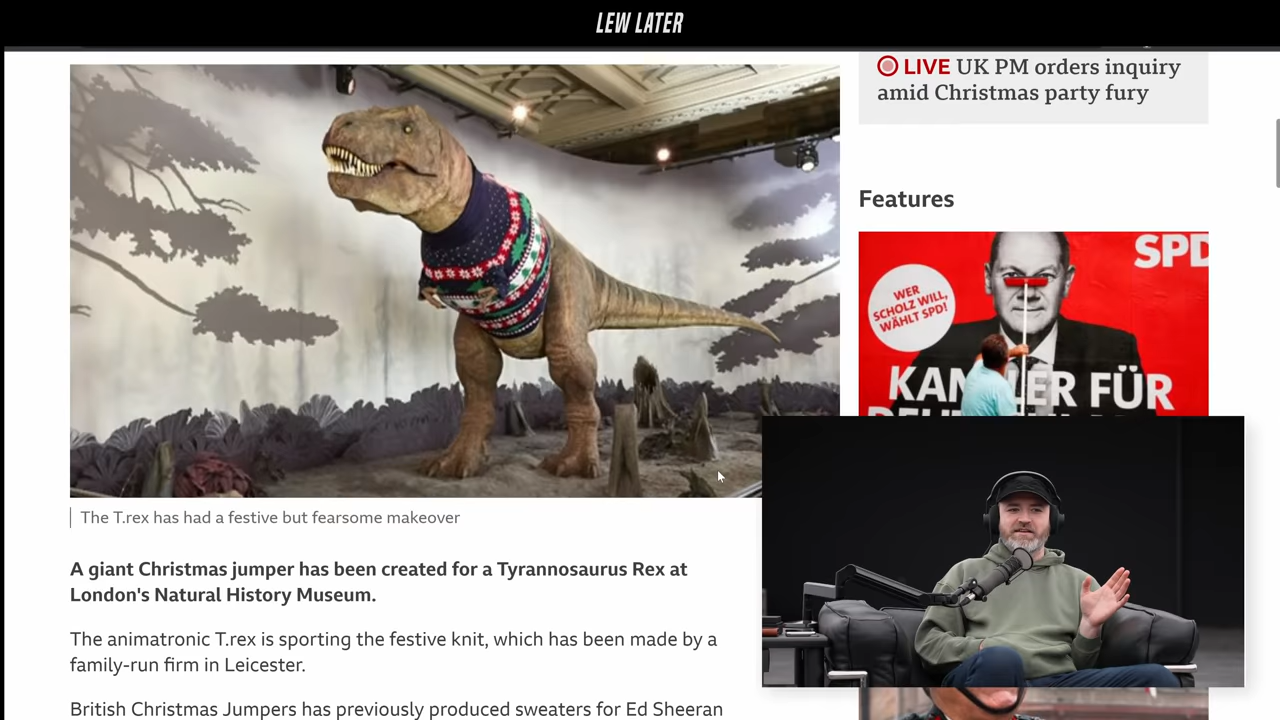 LEW LATER
LIVE UK PM orders inquiry
amid Christmas party fury
Features
SPD
WER
SCHOLZ WILL,
WÄHLT SPD!
FÜR
The T.rex has had a festive but fearsome makeover
A giant Christmas jumper has been created for a Tyrannosaurus Rex at
London's Natural History Museum.
The animatronic T.rex is sporting the festive knit, which has been made by a
family-run firm in Leicester.
British Christmas Jumpers has previously produced sweaters for Ed Sheeran